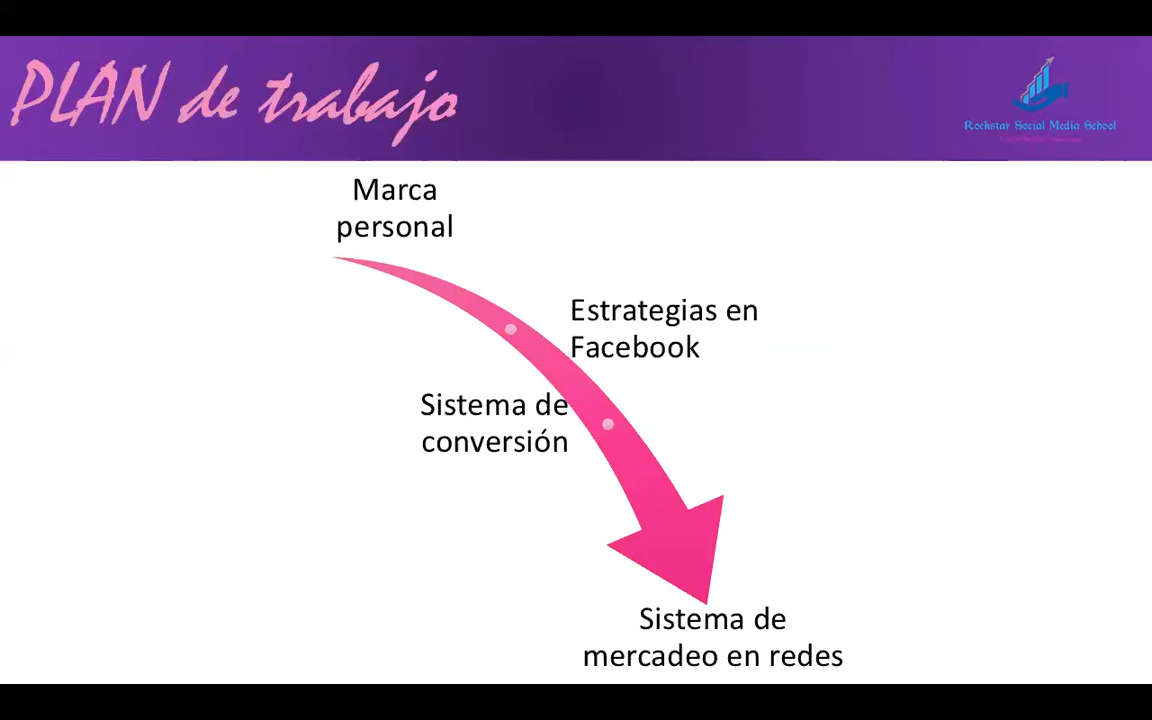 PLAN de trabajo
Rockstar Social Media School
Marca
personal
Estrategias en
Facebook
Sistema de
conversión
Sistema de
mercadeo en redes